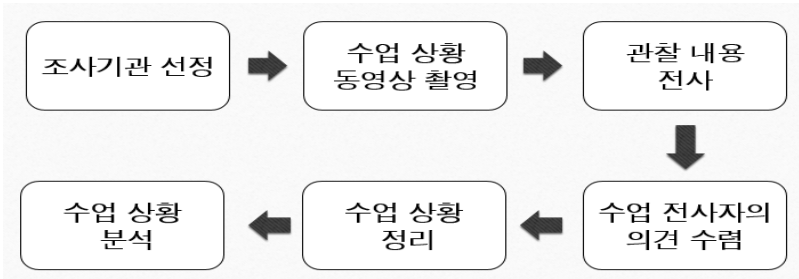 조사기관 선정
수업 상황
동영상 촬영
관찰 내용
전사
수업 전사자의
의견 수렴
수업 상황
정리
수업 상황
분석